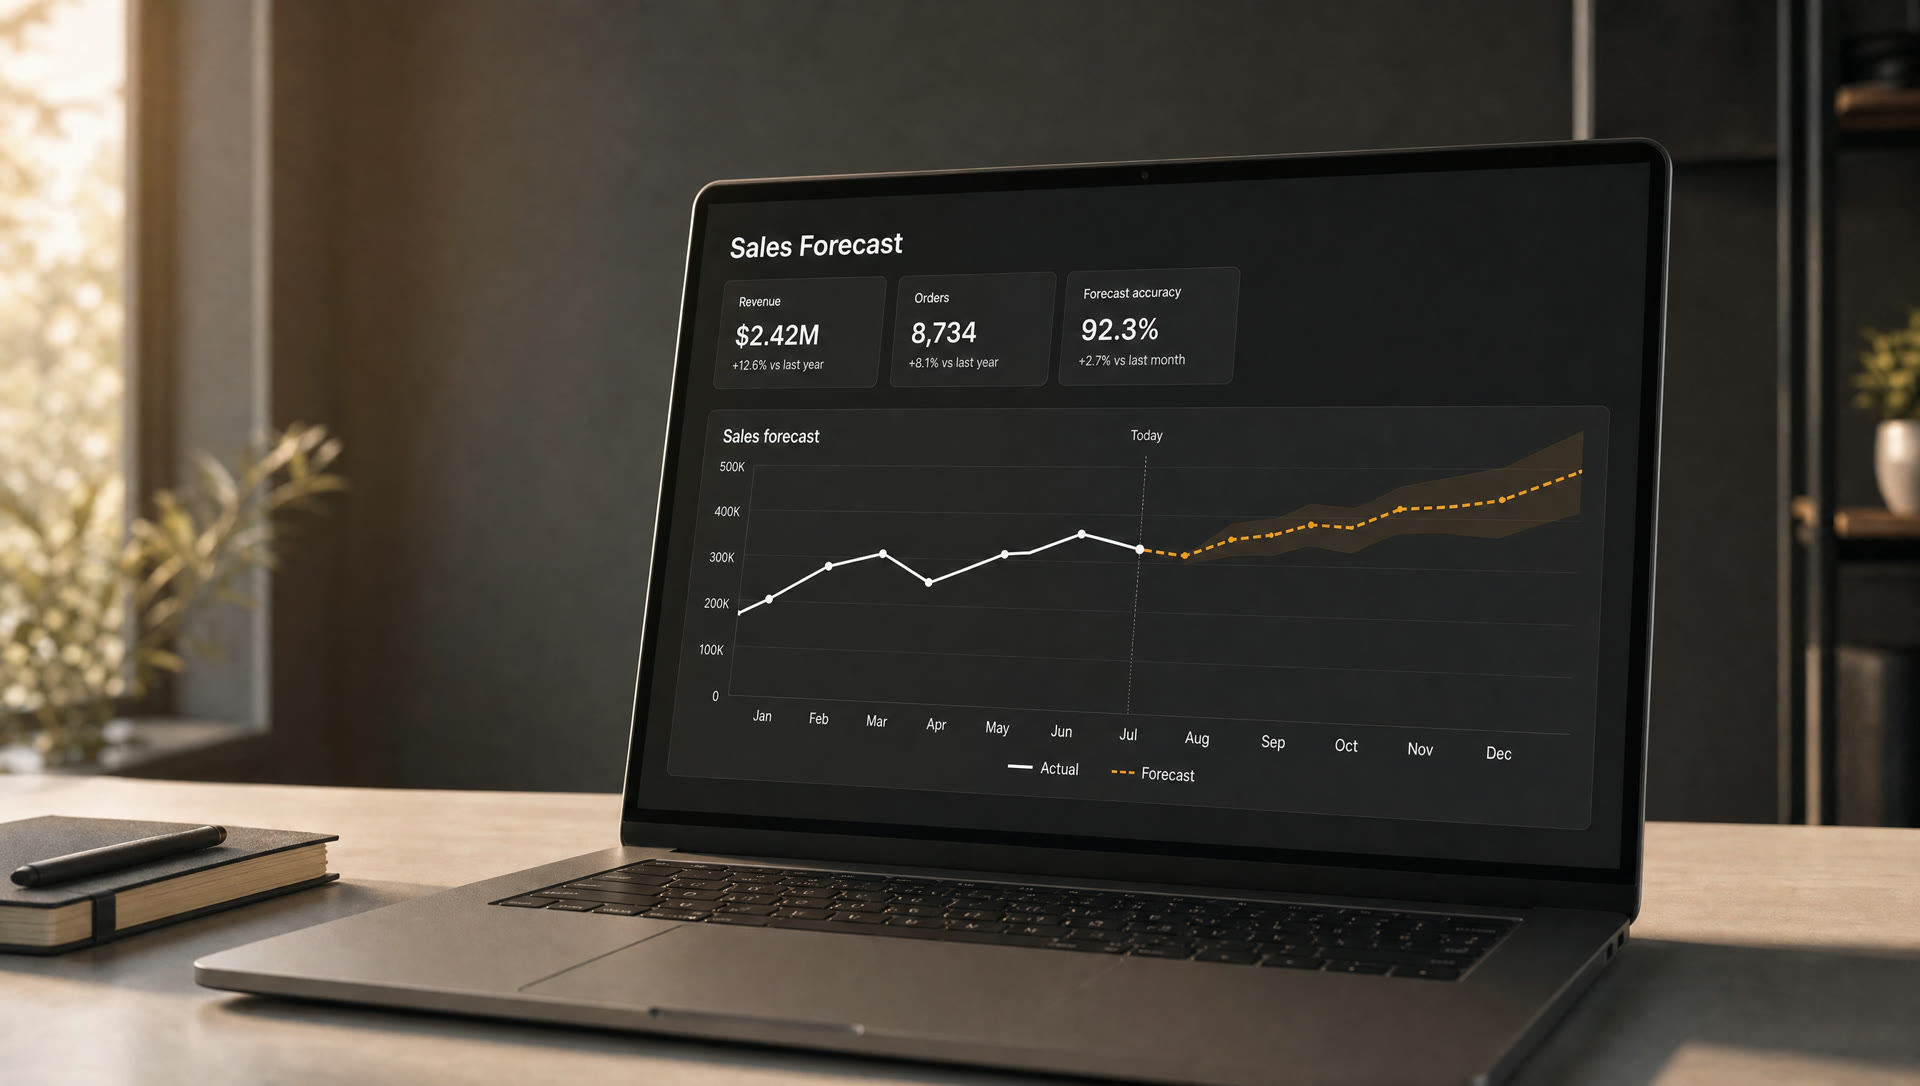 Sales Forecast
Revenue
$2.42M
+12.6% vs last year
Orders
8,734
+8.1% vs last year
Forecast accuracy
92.3%
+2.7% vs last month
Sales forecast
Today
500K
400K
300K
200K
100K
0
Jan Feb Mar Apr May Jun Jul Aug Sep Oct Nov Dec
Actual Forecast